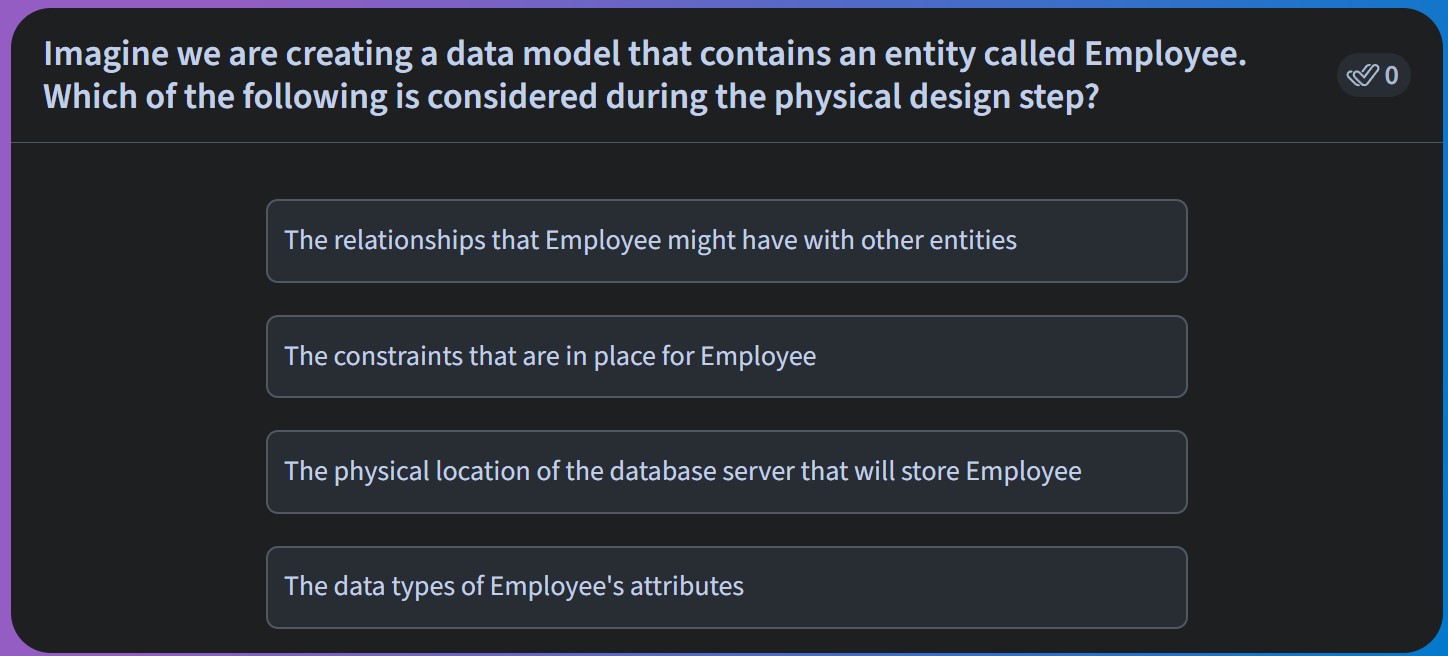 Imagine we are creating a data model that contains an entity called Employee.
Which of the following is considered during the physical design step?
0
The relationships that Employee might have with other entities
The constraints that are in place for Employee
The physical location of the database server that will store Employee
The data types of Employee's attributes